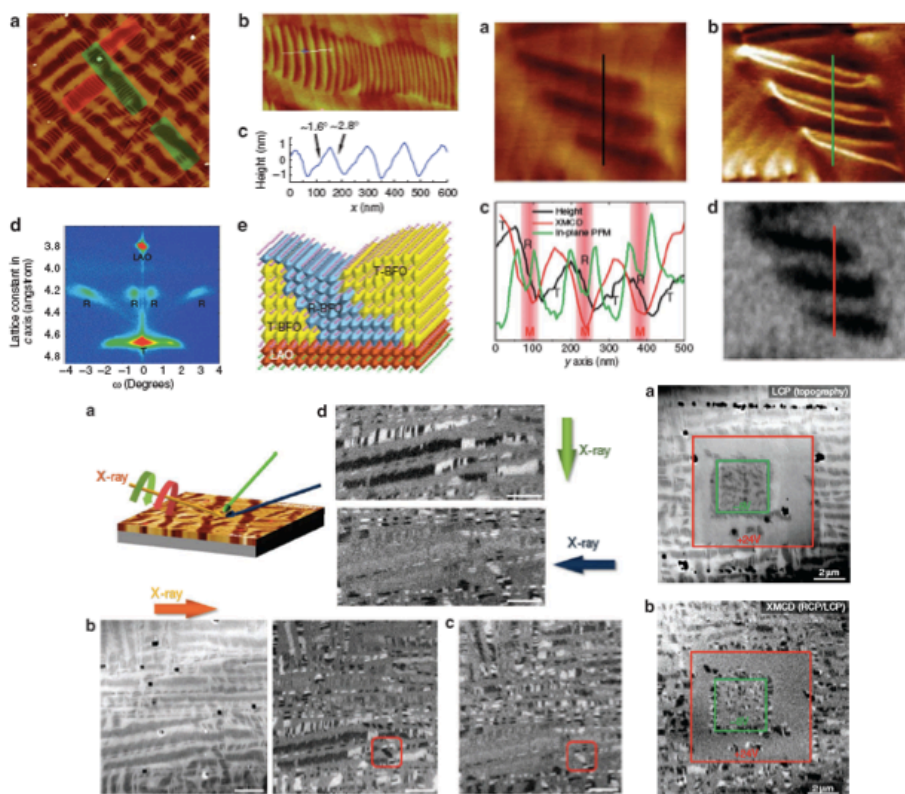 a
b
c
~1.6°
~2.8°
Height (nm)
1
0
−1
0 100 200 300 400 500 600
x (nm)
d
Lattice constant in
c axis (angstrom)
3.8
4.0
4.2
4.4
4.6
4.8
LAO
R R R R
−4 −3 −2 −1 0 1 2 3 4
ω (Degrees)
e
T-BFO
R-BFO
T-BFO
LAO
a
b
c
Height
XMCD
In-plane PFM
T R T R T R T
M M M
0 100 200 300 400 500
y axis (nm)
d
a
X-ray
X-ray
b
c
d
X-ray
X-ray
a
LCP (topography)
+24V
2 μm
b
XMCD (RCP/LCP)
2 μm